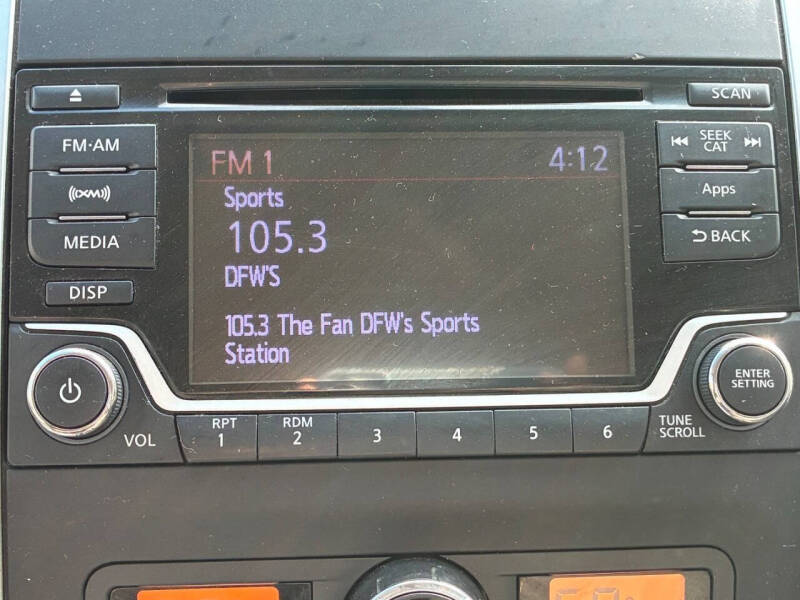 SCAN
FM·AM
XM
MEDIA
DISP
FM 1 4:12
Sports
105.3
DFW'S
105.3 The Fan DFW's Sports
Station
SEEK
CAT
Apps
BACK
VOL
RPT
1
RDM
2
3
4
5
6
TUNE
SCROLL
ENTER
SETTING